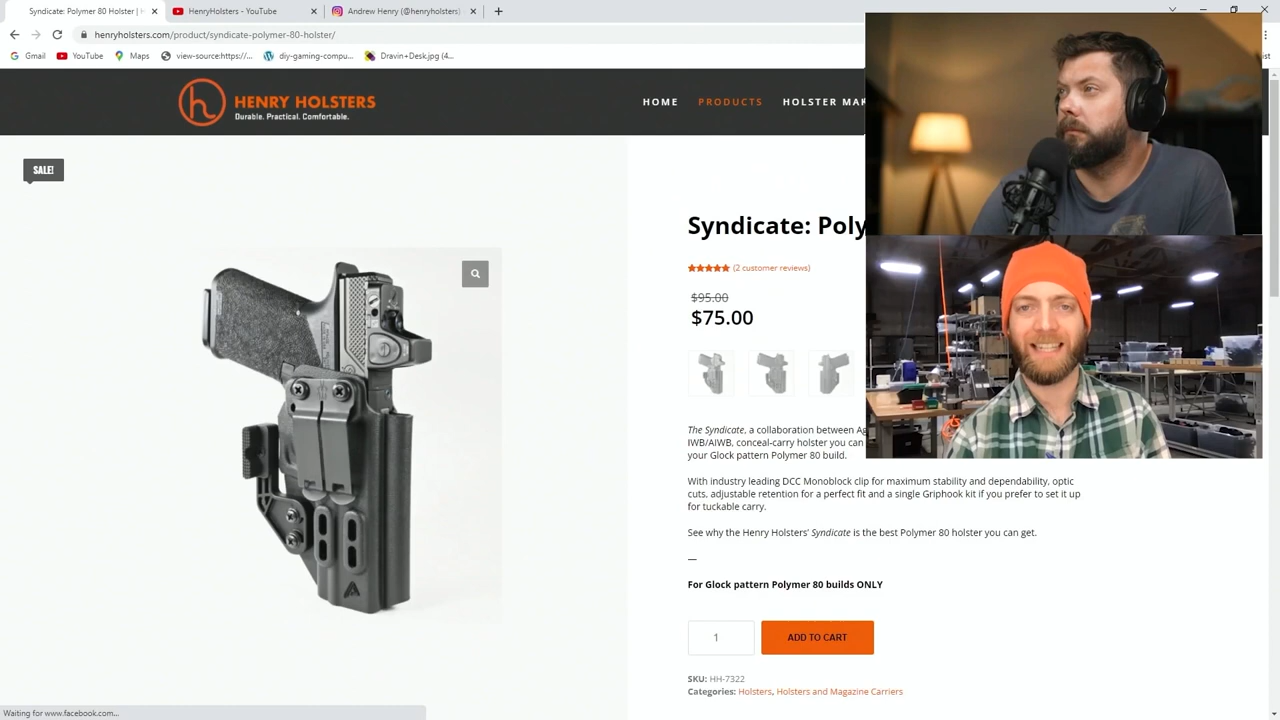 Syndicate: Polymer 80 Holster |
HenryHolsters - YouTube
Andrew Henry (@henryholsters)
henryholsters.com/product/syndicate-polymer-80-holster/
Gmail
YouTube
Maps
view-source:https://...
diy-gaming-compu...
Dravin+Desk.jpg (4...
ist
HENRY HOLSTERS
Durable. Practical. Comfortable.
HOME
PRODUCTS
HOLSTER MAK
SALE!
Syndicate: Poly
(2 customer reviews)
$95.00
$75.00
The Syndicate, a collaboration between Ag
IWB/AIWB, conceal-carry holster you can
your Glock pattern Polymer 80 build.
With industry leading DCC Monoblock clip for maximum stability and dependability, optic
cuts, adjustable retention for a perfect fit and a single Griphook kit if you prefer to set it up
for tuckable carry.
See why the Henry Holsters' Syndicate is the best Polymer 80 holster you can get.
—
For Glock pattern Polymer 80 builds ONLY
1
ADD TO CART
SKU: HH-7322
Categories: Holsters, Holsters and Magazine Carriers
Waiting for www.facebook.com...